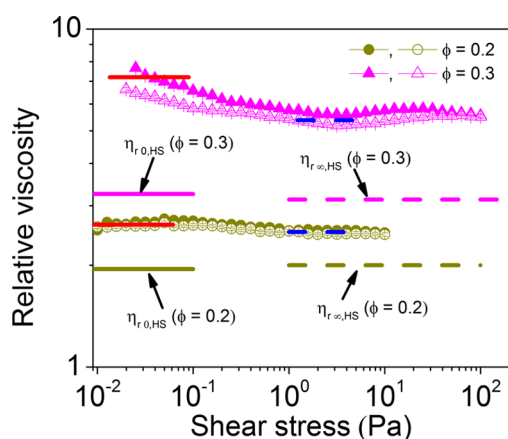 10
, ϕ = 0.2
, ϕ = 0.3
Relative viscosity
η r 0,HS (ϕ = 0.3)
η r ∞,HS (ϕ = 0.3)
η r 0,HS (ϕ = 0.2)
η r ∞,HS (ϕ = 0.2)
1
10⁻² 10⁻¹ 10⁰ 10¹ 10²
Shear stress (Pa)